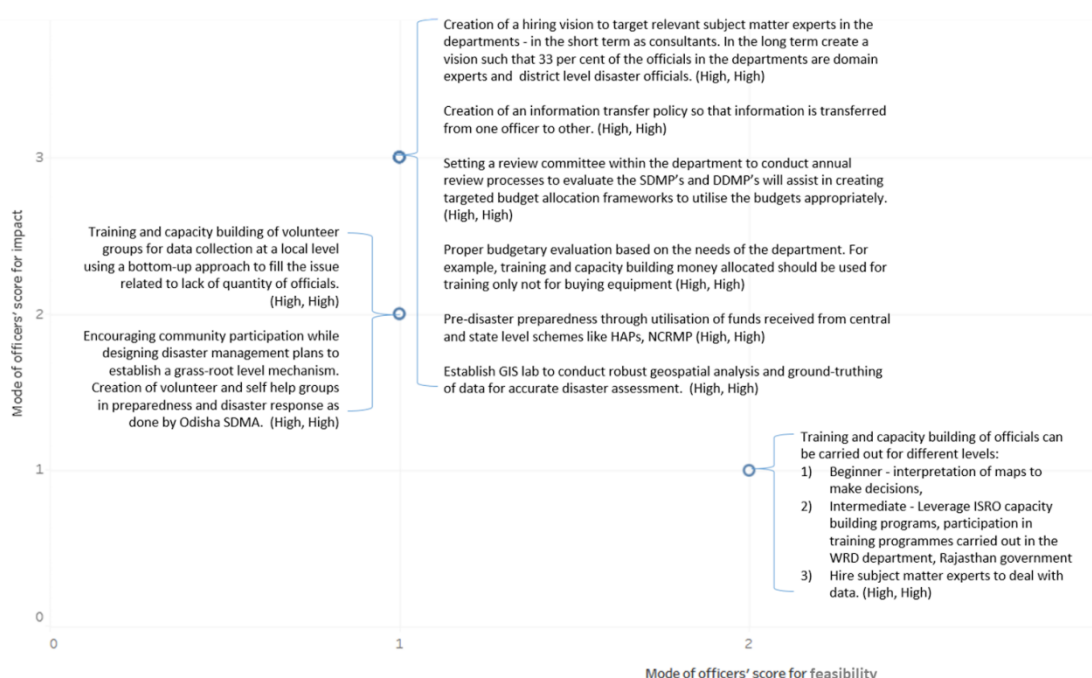 Creation of a hiring vision to target relevant subject matter experts in the
departments - in the short term as consultants. In the long term create a
vision such that 33 per cent of the officials in the departments are domain
experts and  district level disaster officials. (High, High)
Creation of an information transfer policy so that information is transferred
from one officer to other. (High, High)
Setting a review committee within the department to conduct annual
review processes to evaluate the SDMP's and DDMP's will assist in creating
targeted budget allocation frameworks to utilise the budgets appropriately.
(High, High)
Proper budgetary evaluation based on the needs of the department. For
example, training and capacity building money allocated should be used for
training only not for buying equipment (High, High)
Pre-disaster preparedness through utilisation of funds received from central
and state level schemes like HAPs, NCRMP (High, High)
Establish GIS lab to conduct robust geospatial analysis and ground-truthing
of data for accurate disaster assessment.  (High, High)
Training and capacity building of volunteer
groups for data collection at a local level
using a bottom-up approach to fill the issue
related to lack of quantity of officials.
(High, High)
Encouraging community participation while
designing disaster management plans to
establish a grass-root level mechanism.
Creation of volunteer and self help groups
in preparedness and disaster response as
done by Odisha SDMA.  (High, High)
Training and capacity building of officials can
be carried out for different levels:
1) Beginner - interpretation of maps to
make decisions,
2) Intermediate - Leverage ISRO capacity
building programs, participation in
training programmes carried out in the
WRD department, Rajasthan government
3) Hire subject matter experts to deal with
data. (High, High)
Mode of officers' score for impact
3
2
1
0
0
1
2
Mode of officers' score for feasibility